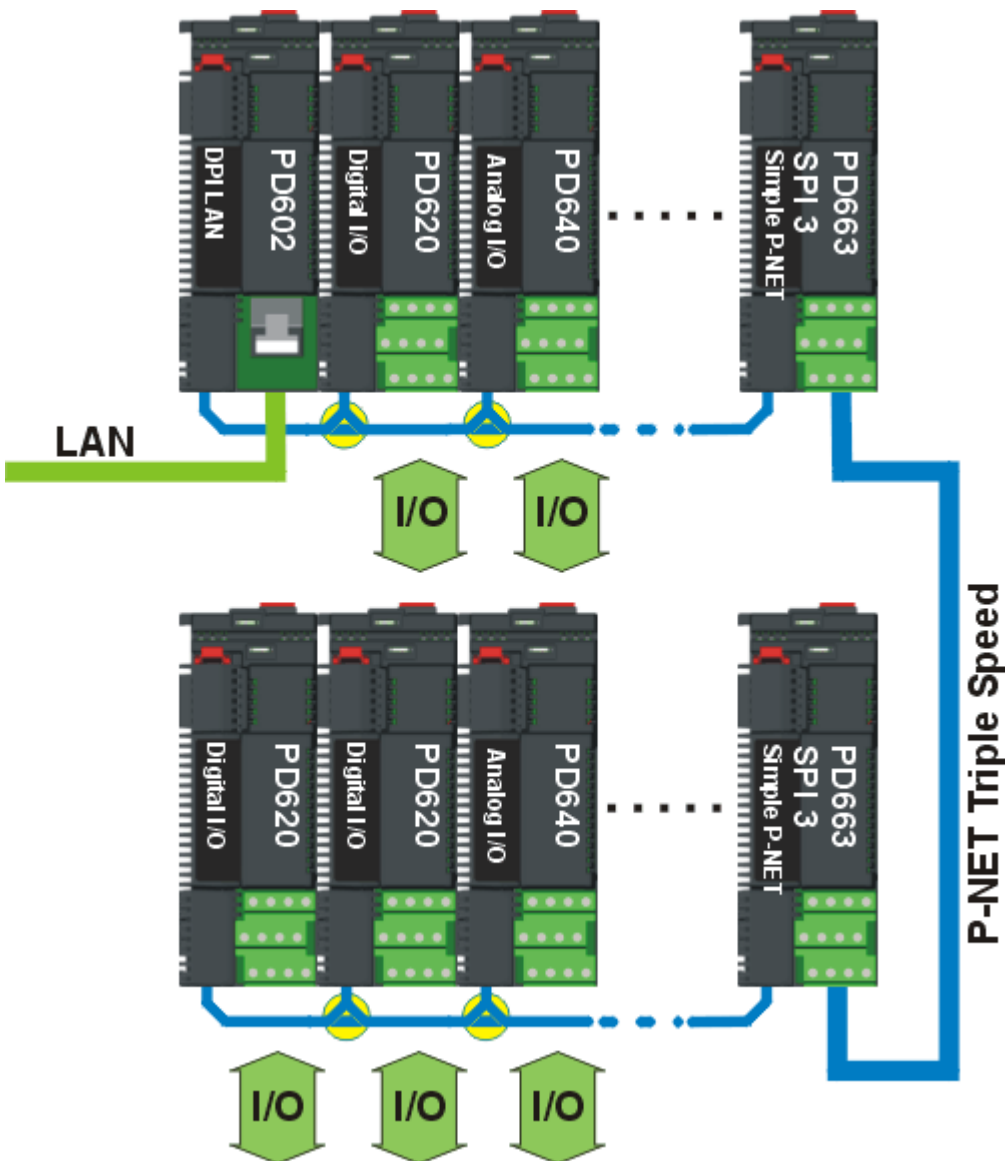 DPI LAN
PD602
Digital I/O
PD620
Analog I/O
PD640
Simple P-NET
SPI 3
PD663
LAN
I/O
I/O
P-NET Triple Speed
Digital I/O
PD620
Digital I/O
PD620
Analog I/O
PD640
Simple P-NET
SPI 3
PD663
I/O
I/O
I/O